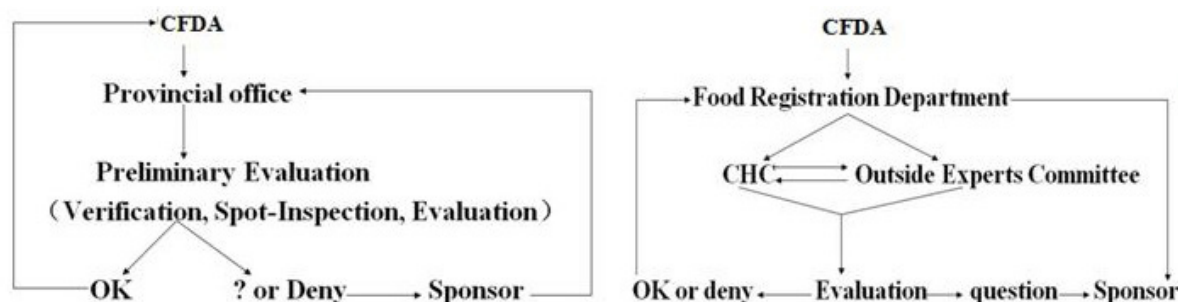 CFDA
Provincial office
Preliminary Evaluation
（Verification, Spot-Inspection, Evaluation）
OK ? or Deny Sponsor
CFDA
Food Registration Department
CHC Outside Experts Committee
OK or deny Evaluation question Sponsor